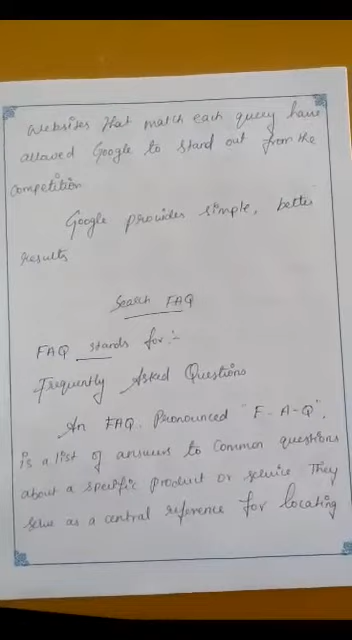 Websites that match each query have
allowed Google to stand out from the
competition
Google provides simple, better
results
Search FAQ
FAQ stands for:-
Frequently Asked Questions
An FAQ. Pronounced "F-A-Q",
is a list of answers to common questions
about a specific product or service They
serve as a central reference for locating